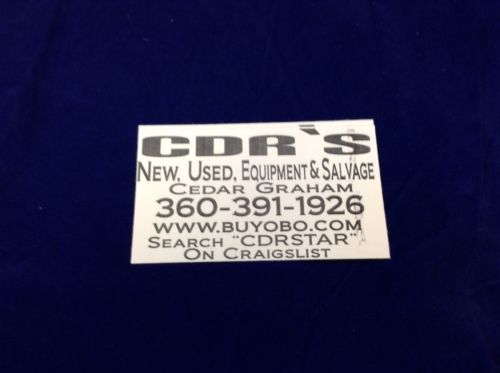 CDR`S
NEW, USED, EQUIPMENT & SALVAGE
CEDAR GRAHAM
360-391-1926
WWW.BUYOBO.COM
SEARCH "CDRSTAR"
ON CRAIGSLIST